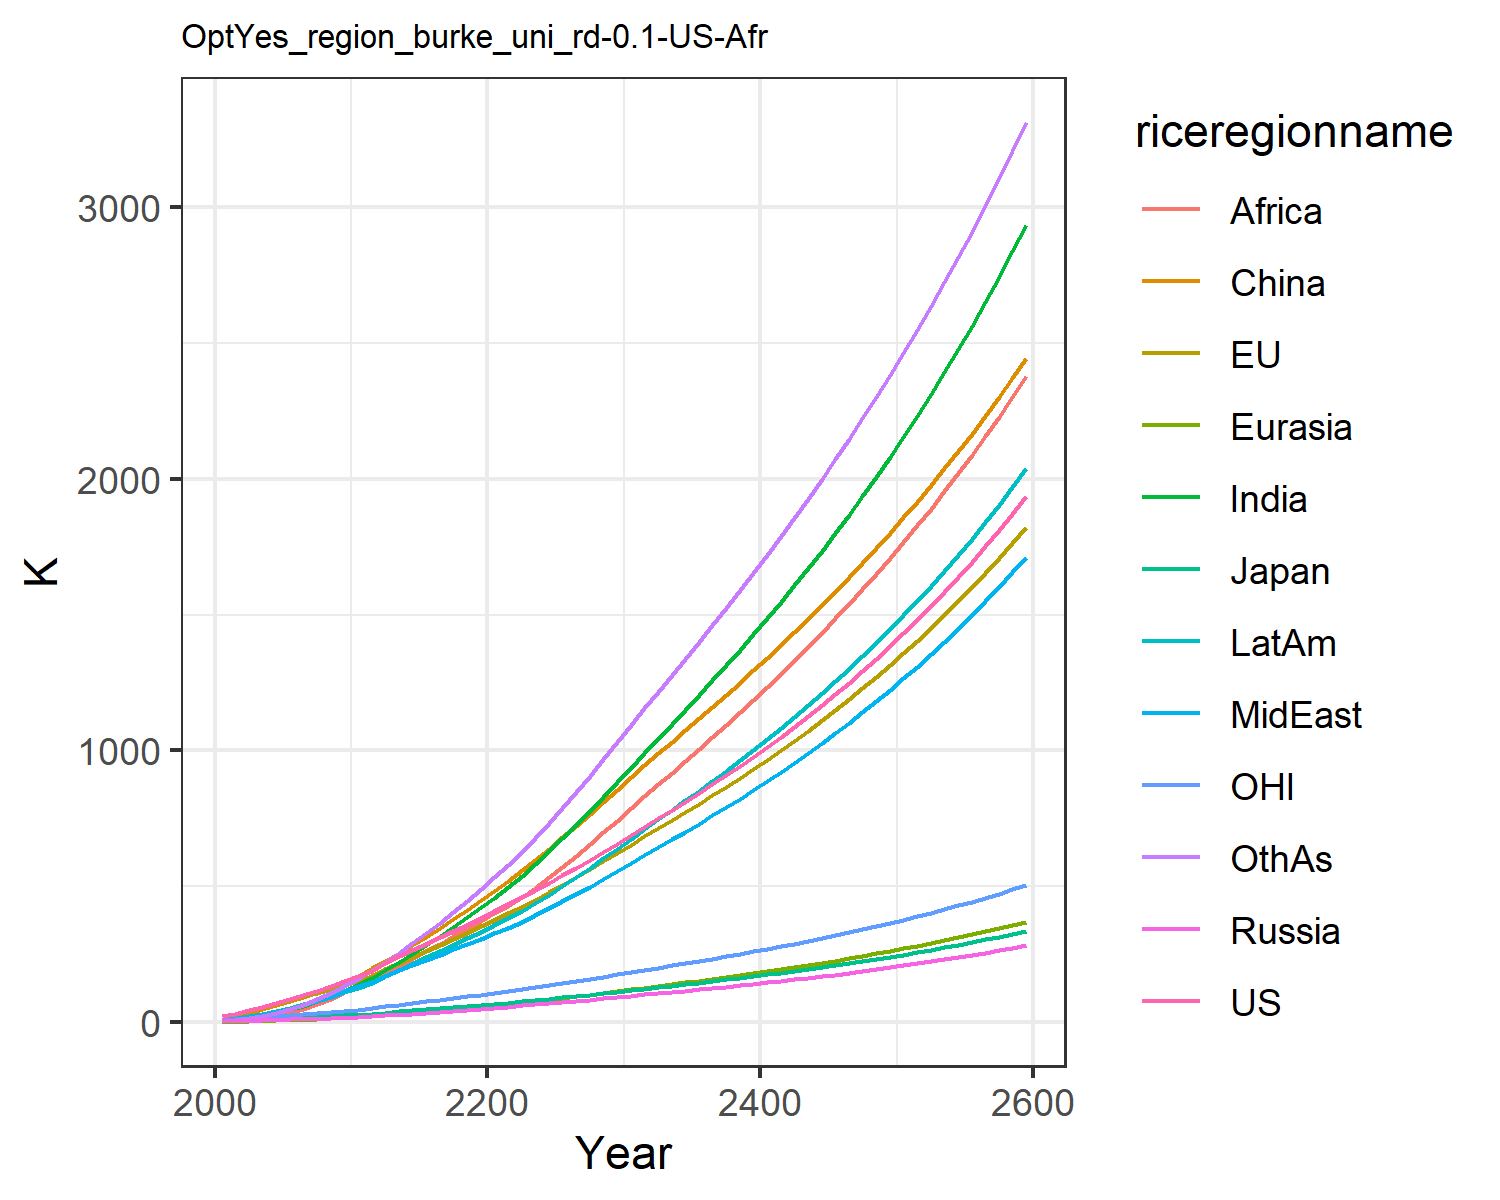 OptYes_region_burke_uni_rd-0.1-US-Afr
riceregionname
Africa
China
EU
Eurasia
India
Japan
LatAm
MidEast
OHI
OthAs
Russia
US
K
3000
2000
1000
0
2000
2200
2400
2600
Year